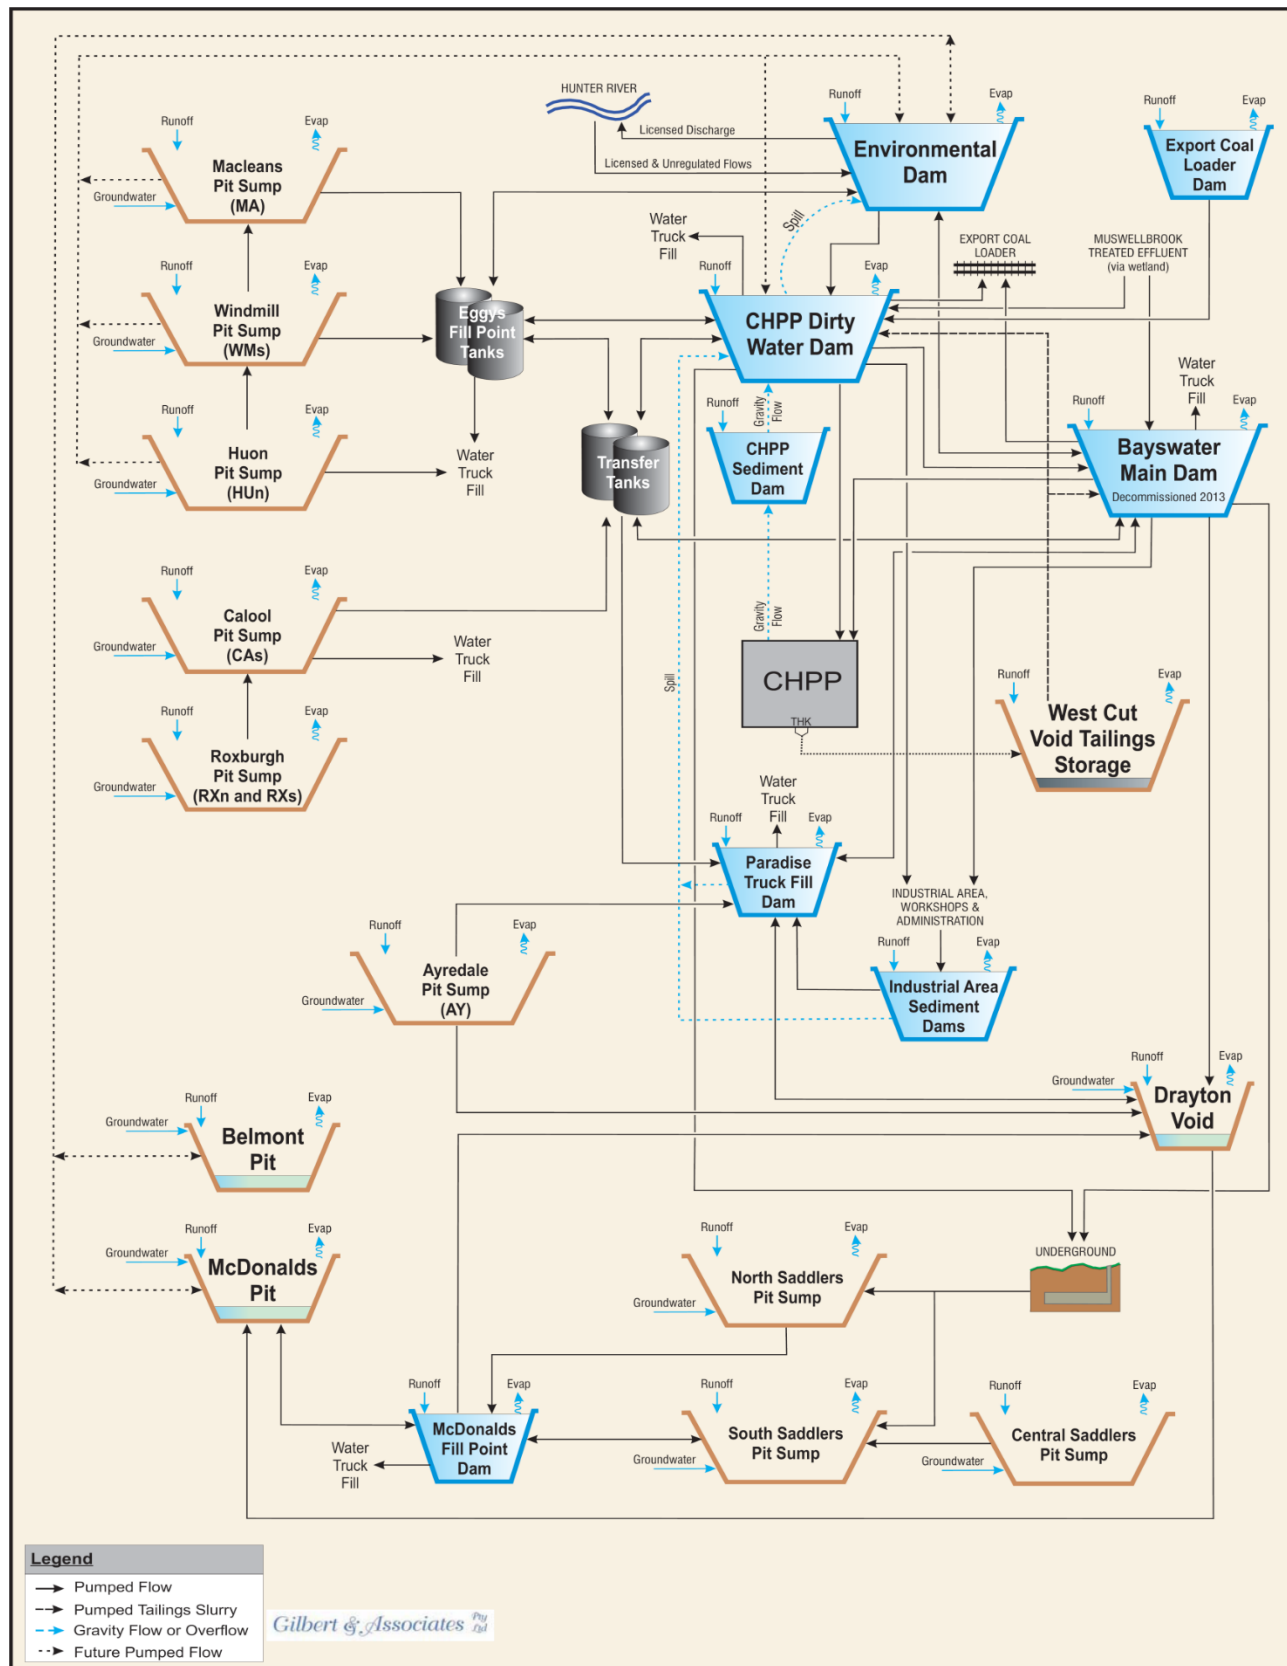 HUNTER RIVER
Licensed Discharge
Licensed & Unregulated Flows
Runoff
Evap
Environmental
Dam
Runoff
Evap
Export Coal
Loader
Dam
Runoff
Evap
Macleans
Pit Sump
(MA)
Groundwater
Water
Truck
Fill
Spill
EXPORT COAL
LOADER
MUSWELLBROOK
TREATED EFFLUENT
(via wetland)
Runoff
Evap
Windmill
Pit Sump
(WMs)
Groundwater
Eggys
Fill Point
Tanks
Runoff
Evap
CHPP Dirty
Water Dam
Water
Truck
Fill
Runoff
Evap
Bayswater
Main Dam
Decommissioned 2013
Runoff
Evap
Huon
Pit Sump
(HUn)
Groundwater
Water
Truck
Fill
Transfer
Tanks
Gravity
Flow
Runoff
CHPP
Sediment
Dam
Runoff
Evap
Calool
Pit Sump
(CAs)
Groundwater
Water
Truck
Fill
Gravity
Flow
Spill
CHPP
THK
Runoff
Evap
West Cut
Void Tailings
Storage
Runoff
Evap
Roxburgh
Pit Sump
(RXn and RXs)
Groundwater
Water
Truck
Fill
Runoff
Evap
Paradise
Truck Fill
Dam
INDUSTRIAL AREA,
WORKSHOPS &
ADMINISTRATION
Runoff
Evap
Ayredale
Pit Sump
(AY)
Groundwater
Runoff
Evap
Industrial Area
Sediment
Dams
Runoff
Evap
Groundwater
Drayton
Void
Runoff
Evap
Groundwater
Belmont
Pit
Runoff
Evap
Groundwater
McDonalds
Pit
Runoff
Evap
North Saddlers
Pit Sump
Groundwater
UNDERGROUND
Runoff
Evap
McDonalds
Fill Point
Dam
Water
Truck
Fill
Runoff
Evap
South Saddlers
Pit Sump
Groundwater
Runoff
Evap
Central Saddlers
Pit Sump
Groundwater
Legend
Pumped Flow
Pumped Tailings Slurry
Gravity Flow or Overflow
Future Pumped Flow
Gilbert & Associates Pty Ltd